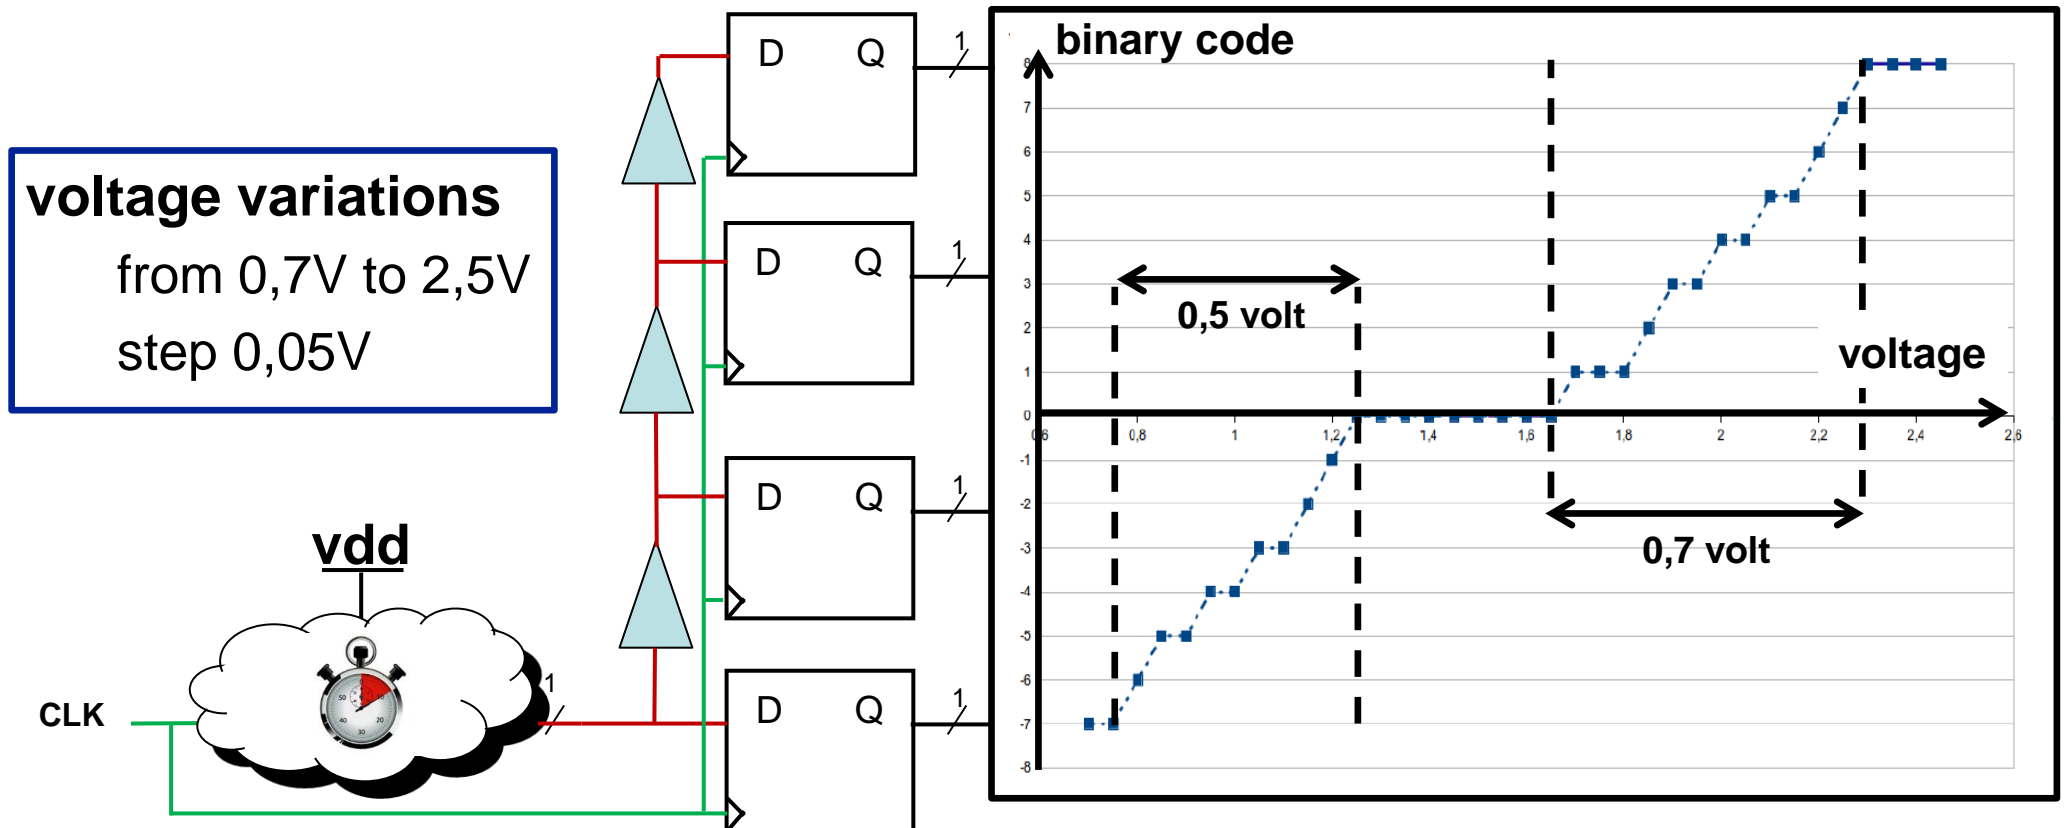 voltage variations
from 0,7V to 2,5V
step 0,05V
vdd
CLK
1
D Q
1
D Q
1
D Q
1
D Q
1
binary code
8
7
6
5
4
3
2
1
0
-1
-2
-3
-4
-5
-6
-7
-8
0,6 0,8 1 1,2 1,4 1,6 1,8 2 2,2 2,4 2,6
0,5 volt
voltage
0,7 volt